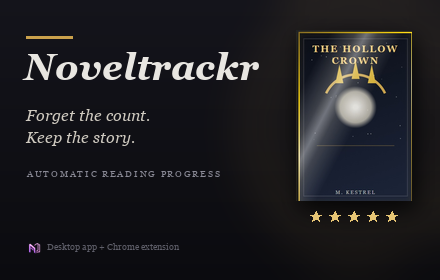 Noveltrackr
Forget the count.
Keep the story.
AUTOMATIC READING PROGRESS
Desktop app + Chrome extension
THE HOLLOW
CROWN
M. KESTREL